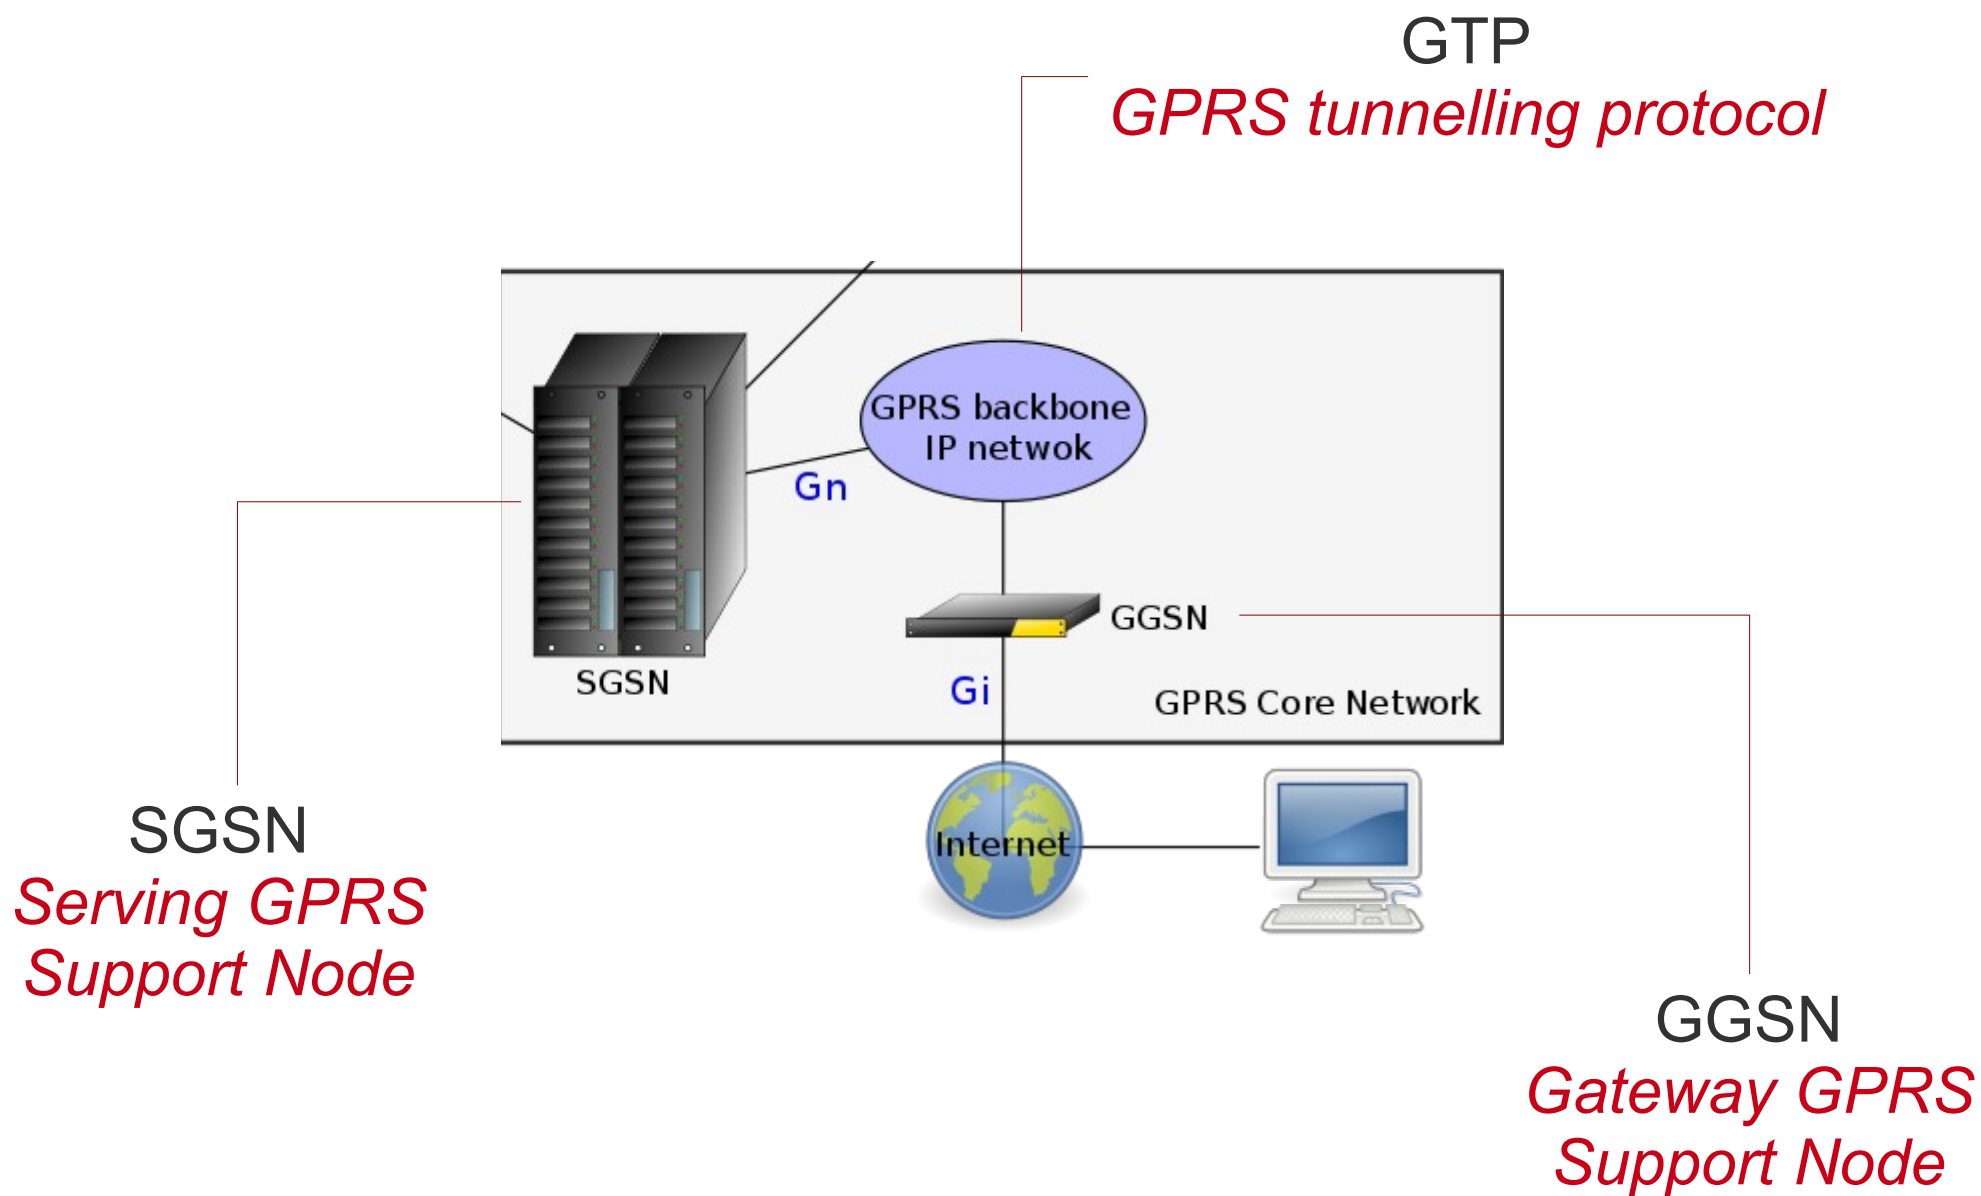 GTP
GPRS tunnelling protocol
GPRS backbone
IP netwok
Gn
GGSN
SGSN
Gi
GPRS Core Network
Internet
SGSN
Serving GPRS
Support Node
GGSN
Gateway GPRS
Support Node